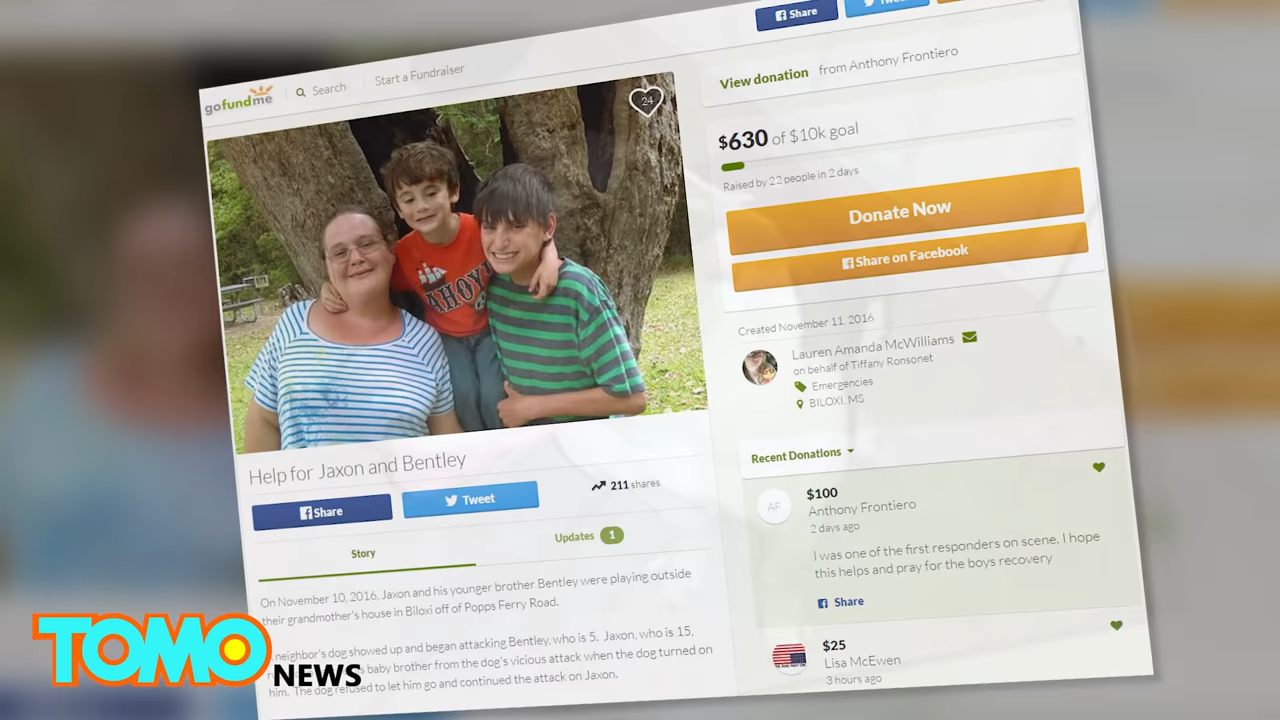 Share
Tweet
gofundme
Search
Start a Fundraiser
24
AHOY
View donation from Anthony Frontiero
$630 of $10k goal
Raised by 22 people in 2 days
Donate Now
Share on Facebook
Created November 11, 2016
Lauren Amanda McWilliams
on behalf of Tiffany Ronsonet
Emergencies
BILOXI, MS
Help for Jaxon and Bentley
Share
Tweet
211 shares
Story
Updates 1
On November 10, 2016, Jaxon and his younger brother Bentley were playing outside
their grandmother's house in Biloxi off of Popps Ferry Road.
neighbor's dog showed up and began attacking Bentley, who is 5. Jaxon, who is 15,
baby brother from the dog's vicious attack when the dog turned on
him. The dog refused to let him go and continued the attack on Jaxon.
Recent Donations
AF
$100
Anthony Frontiero
2 days ago
I was one of the first responders on scene. I hope
this helps and pray for the boys recovery
Share
$25
Lisa McEwen
3 hours ago
TOMO
NEWS